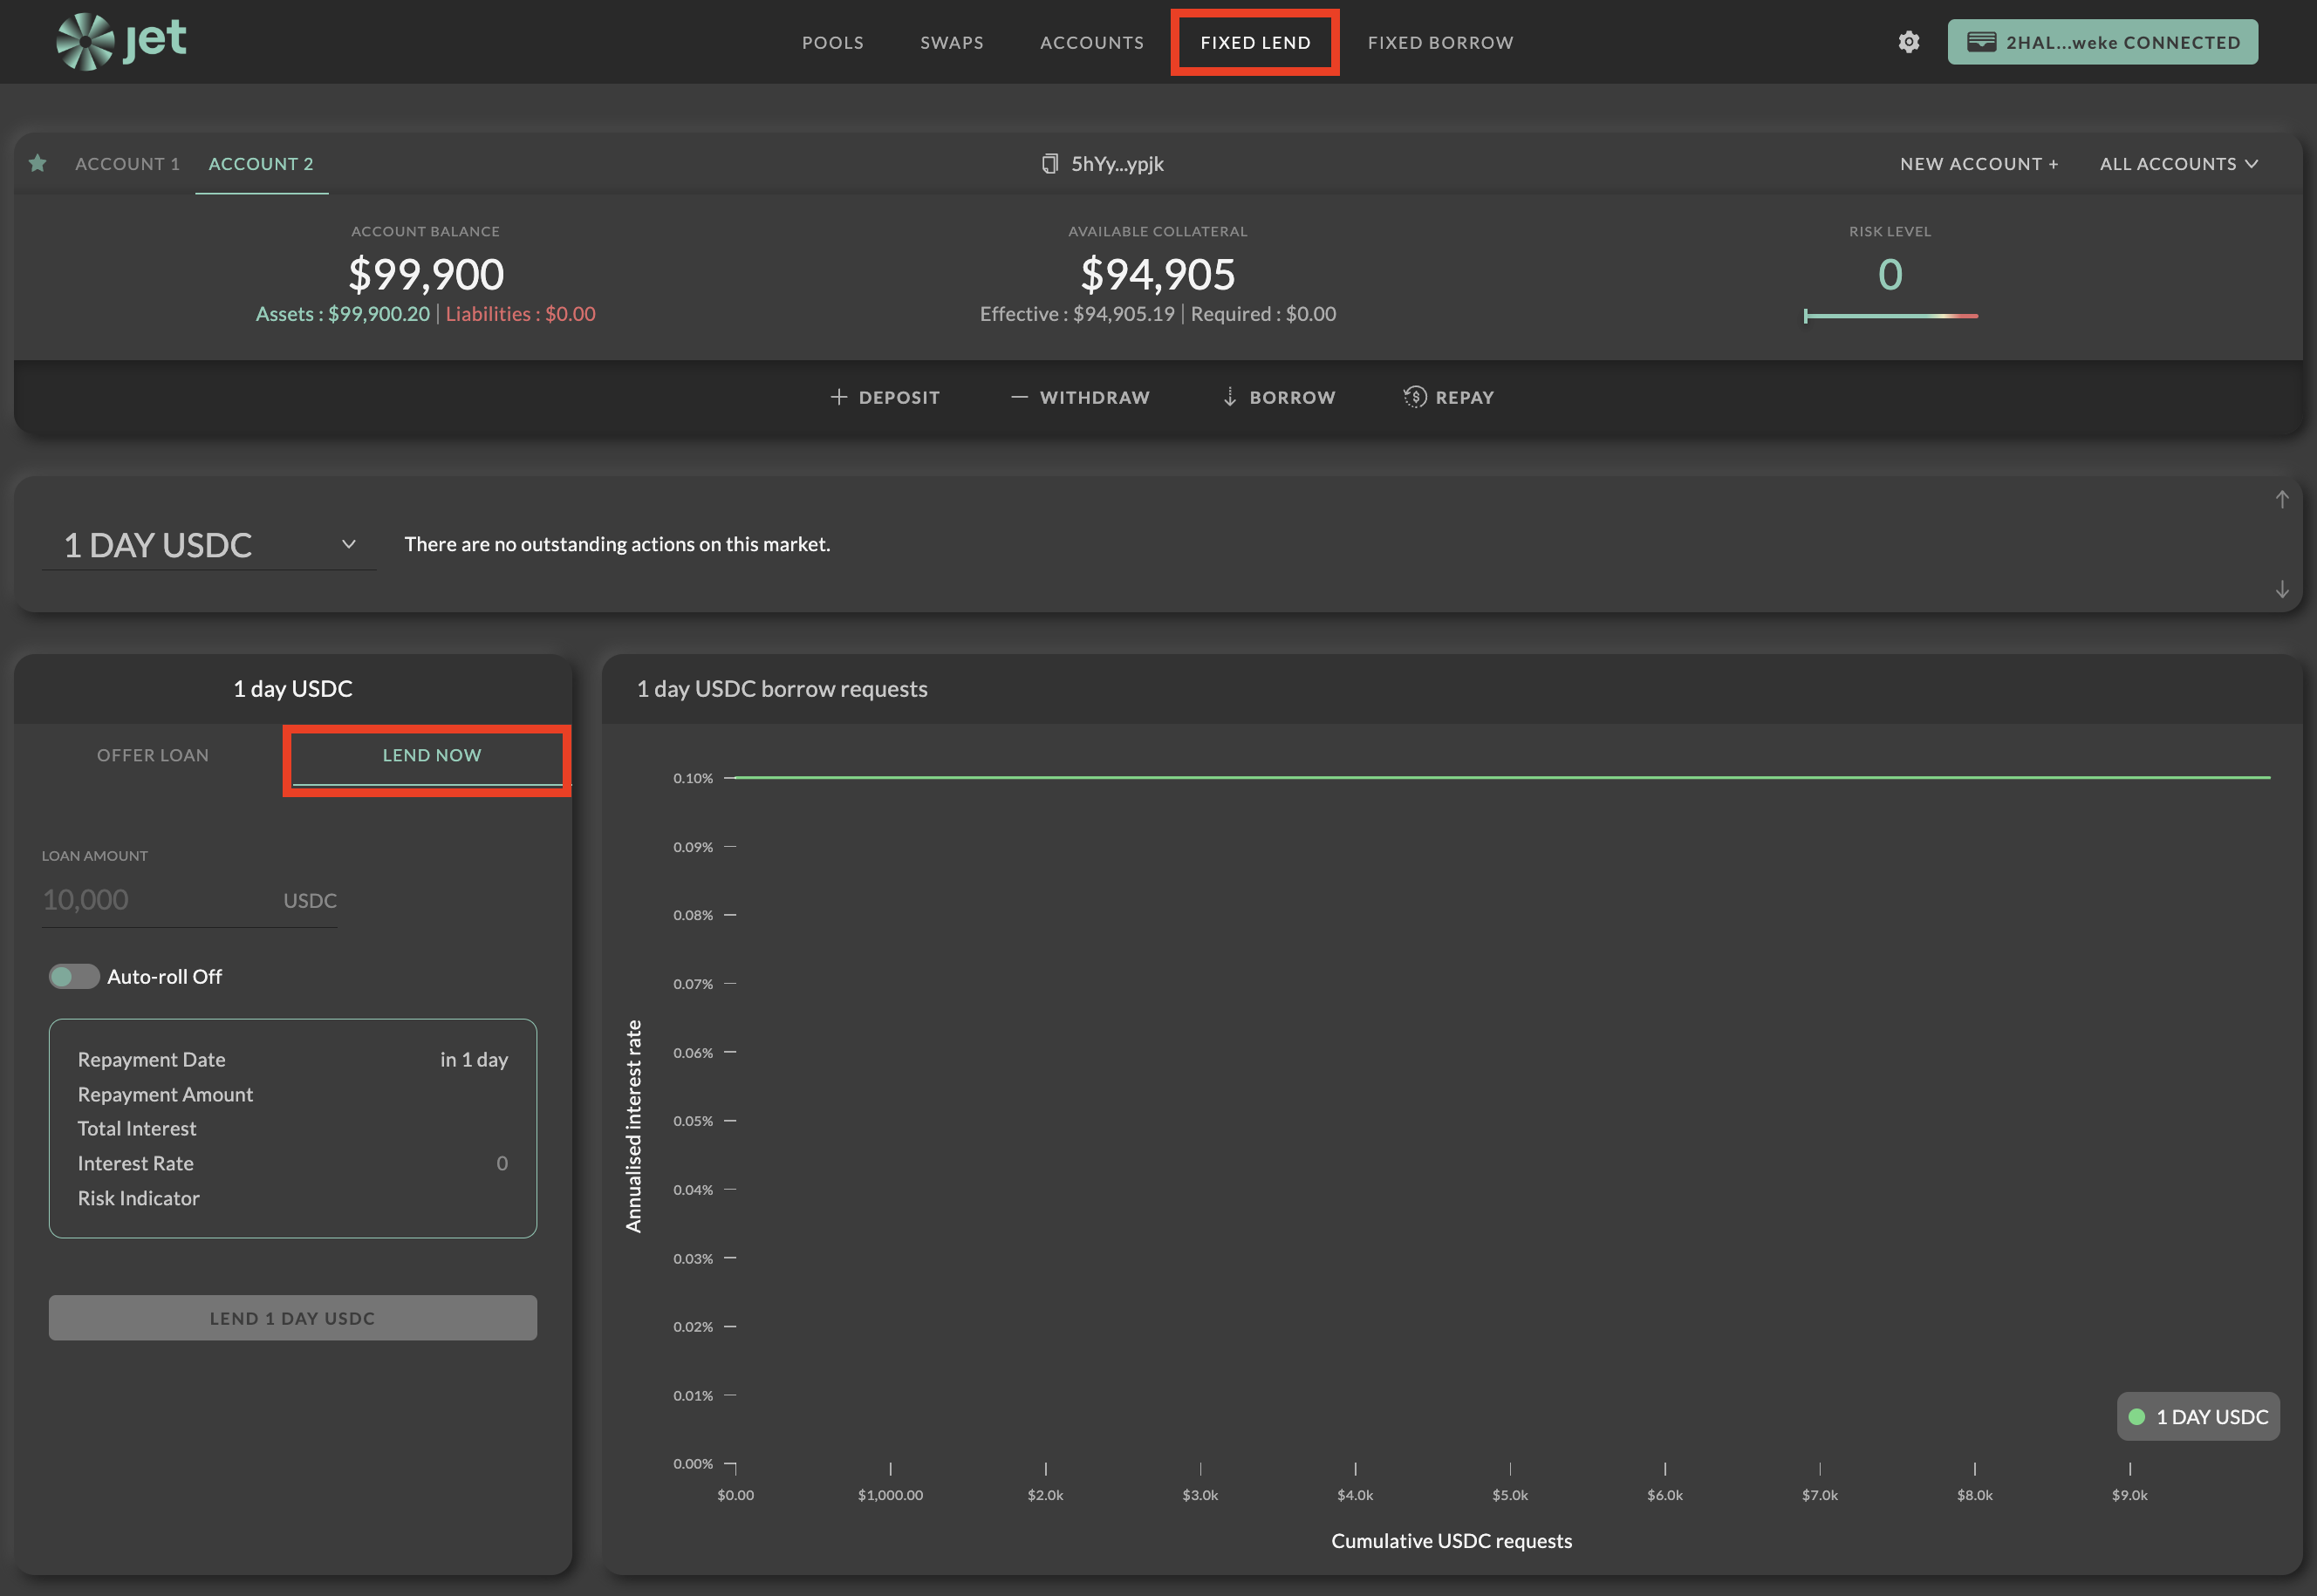 jet
POOLS
SWAPS
ACCOUNTS
FIXED LEND
FIXED BORROW
2HAL...weke CONNECTED
ACCOUNT 1
ACCOUNT 2
5hYy...ypjk
NEW ACCOUNT +
ALL ACCOUNTS
ACCOUNT BALANCE
$99,900
Assets : $99,900.20 | Liabilities : $0.00
AVAILABLE COLLATERAL
$94,905
Effective : $94,905.19 | Required : $0.00
RISK LEVEL
0
DEPOSIT
WITHDRAW
BORROW
REPAY
1 DAY USDC
There are no outstanding actions on this market.
1 day USDC
OFFER LOAN
LEND NOW
LOAN AMOUNT
10,000 USDC
Auto-roll Off
Repayment Date in 1 day
Repayment Amount
Total Interest
Interest Rate 0
Risk Indicator
LEND 1 DAY USDC
1 day USDC borrow requests
Annualised interest rate
0.10%
0.09%
0.08%
0.07%
0.06%
0.05%
0.04%
0.03%
0.02%
0.01%
0.00%
1 DAY USDC
$0.00
$1,000.00
$2.0k
$3.0k
$4.0k
$5.0k
$6.0k
$7.0k
$8.0k
$9.0k
Cumulative USDC requests